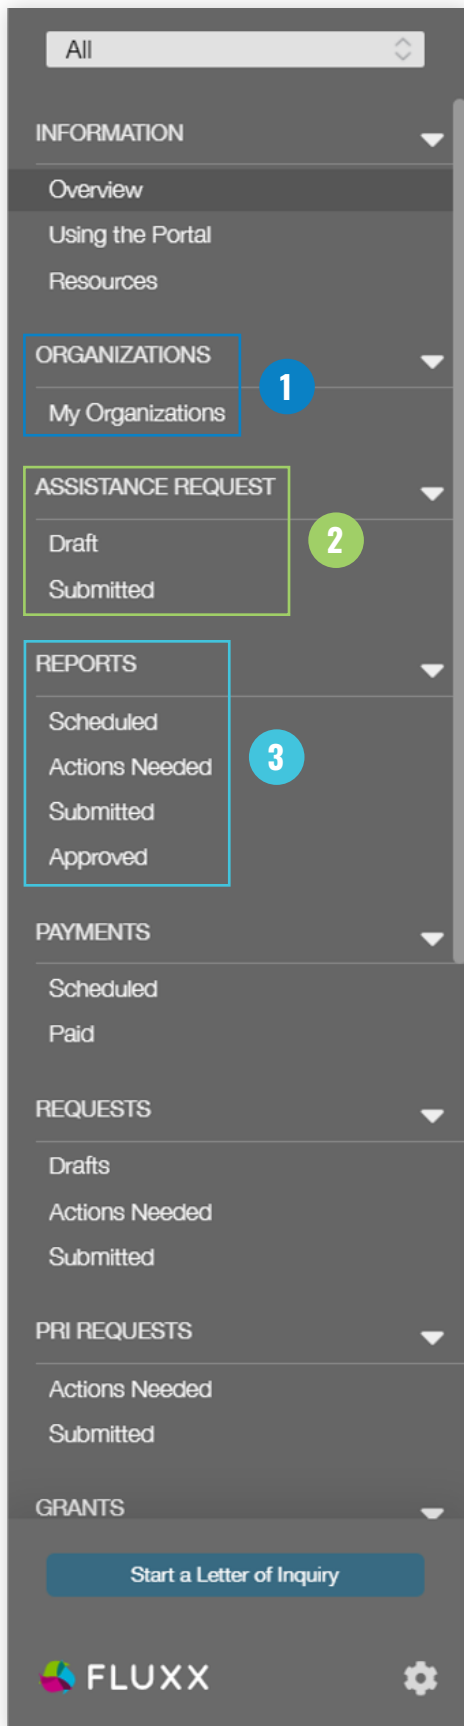 All
INFORMATION
Overview
Using the Portal
Resources
ORGANIZATIONS
1
My Organizations
ASSISTANCE REQUEST
Draft
2
Submitted
REPORTS
Scheduled
Actions Needed
3
Submitted
Approved
PAYMENTS
Scheduled
Paid
REQUESTS
Drafts
Actions Needed
Submitted
PRI REQUESTS
Actions Needed
Submitted
GRANTS
Start a Letter of Inquiry
FLUXX